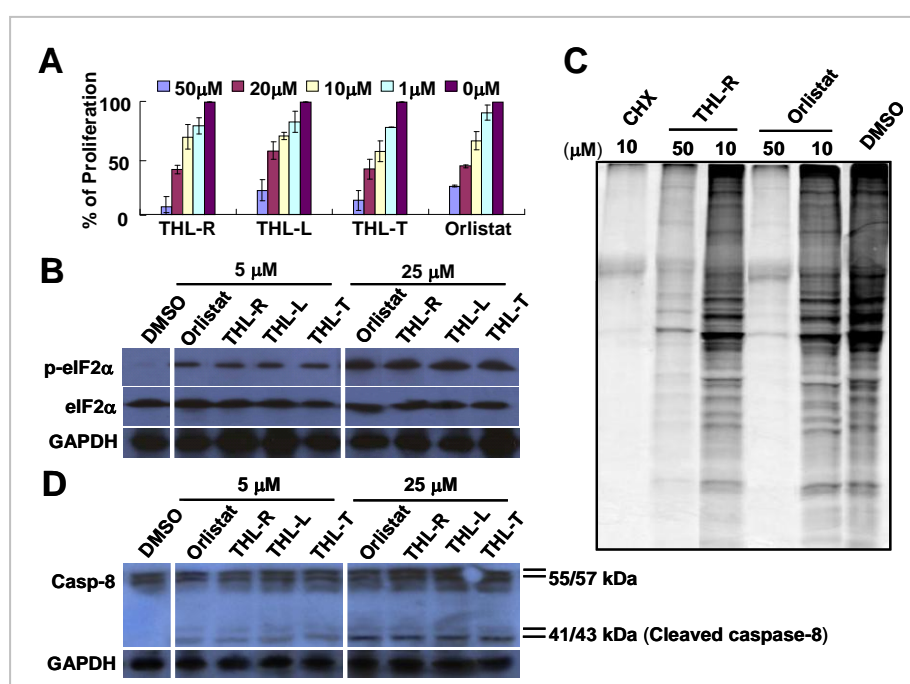 A
% of Proliferation
50μM 20μM 10μM 1μM 0μM
100
50
0
THL-R THL-L THL-T Orlistat
B
5 μM 25 μM
DMSO Orlistat THL-R THL-L THL-T Orlistat THL-R THL-L THL-T
p-eIF2α
eIF2α
GAPDH
C
CHX THL-R Orlistat DMSO
(μM) 10 50 10 50 10
D
5 μM 25 μM
DMSO Orlistat THL-R THL-L THL-T Orlistat THL-R THL-L THL-T
Casp-8
55/57 kDa
41/43 kDa (Cleaved caspase-8)
GAPDH